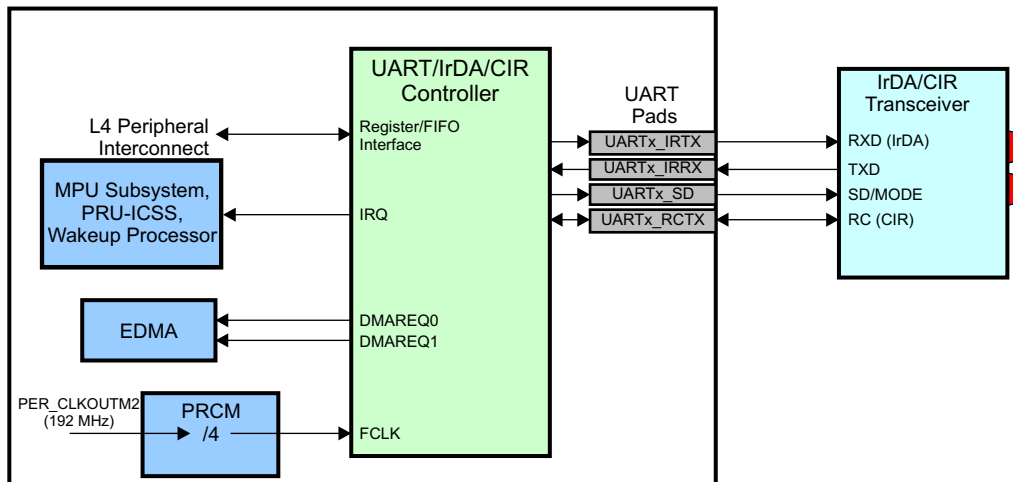 L4 Peripheral
Interconnect
MPU Subsystem,
PRU-ICSS,
Wakeup Processor
EDMA
PER_CLKOUTM2
(192 MHz)
PRCM
/4
UART/IrDA/CIR
Controller
Register/FIFO
Interface
IRQ
DMAREQ0
DMAREQ1
FCLK
UART
Pads
UARTx_IRTX
UARTx_IRRX
UARTx_SD
UARTx_RCTX
IrDA/CIR
Transceiver
RXD (IrDA)
TXD
SD/MODE
RC (CIR)